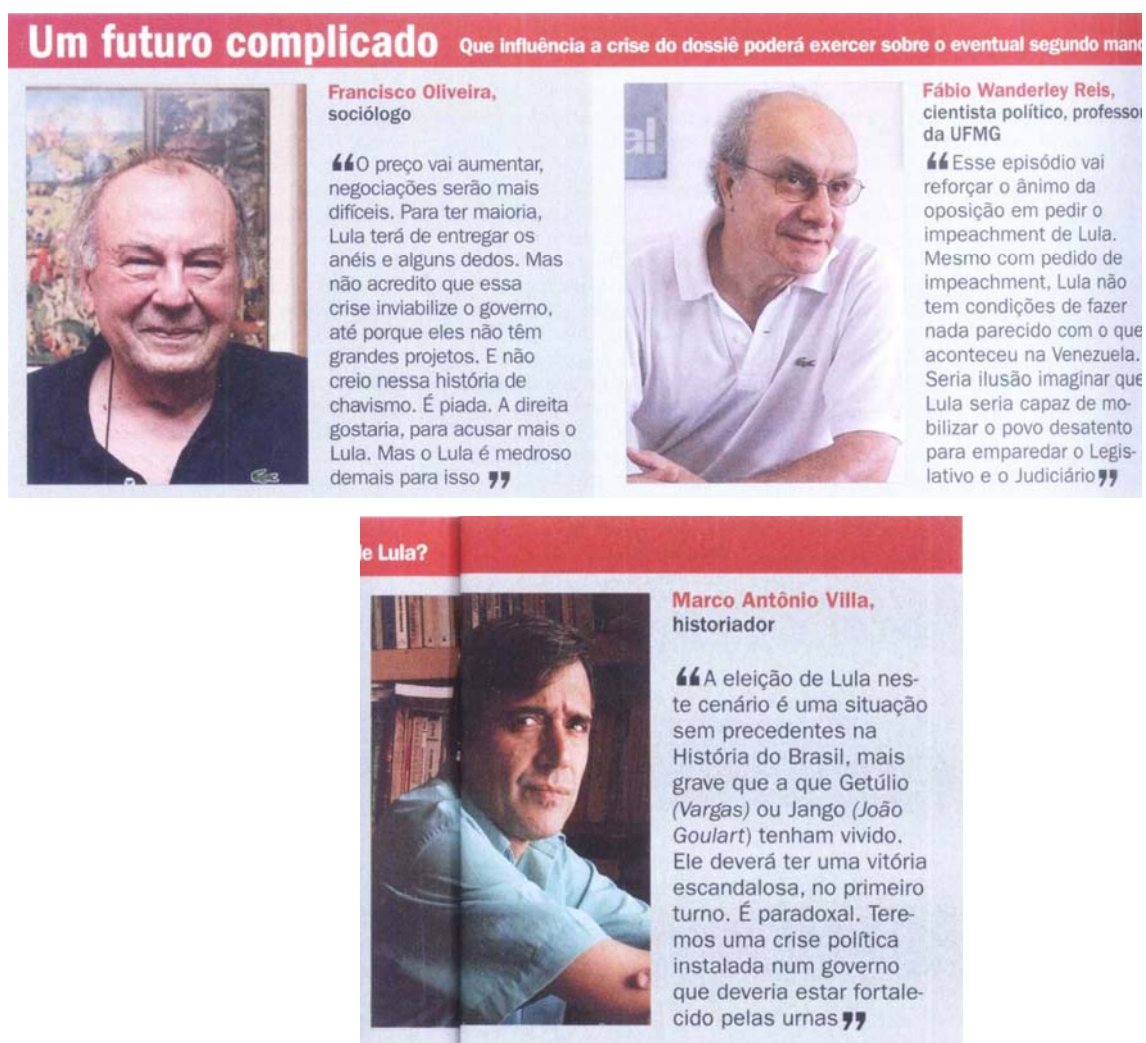 Um futuro complicado Que influência a crise do dossiê poderá exercer sobre o eventual segundo mand
Francisco Oliveira,
sociólogo
“O preço vai aumentar,
negociações serão mais
difíceis. Para ter maioria,
Lula terá de entregar os
anéis e alguns dedos. Mas
não acredito que essa
crise inviabilize o governo,
até porque eles não têm
grandes projetos. E não
creio nessa história de
chavismo. É piada. A direita
gostaria, para acusar mais o
Lula. Mas o Lula é medroso
demais para isso”
al
Fábio Wanderley Reis,
cientista político, professor
da UFMG
“Esse episódio vai
reforçar o ânimo da
oposição em pedir o
impeachment de Lula.
Mesmo com pedido de
impeachment, Lula não
tem condições de fazer
nada parecido com o que
aconteceu na Venezuela.
Seria ilusão imaginar que
Lula seria capaz de mo-
bilizar o povo desatento
para emparedar o Legis-
lativo e o Judiciário”
e Lula?
Marco Antônio Villa,
historiador
“A eleição de Lula nes-
te cenário é uma situação
sem precedentes na
História do Brasil, mais
grave que a que Getúlio
(Vargas) ou Jango (João
Goulart) tenham vivido.
Ele deverá ter uma vitória
escandalosa, no primeiro
turno. É paradoxal. Tere-
mos uma crise política
instalada num governo
que deveria estar fortale-
cido pelas urnas”